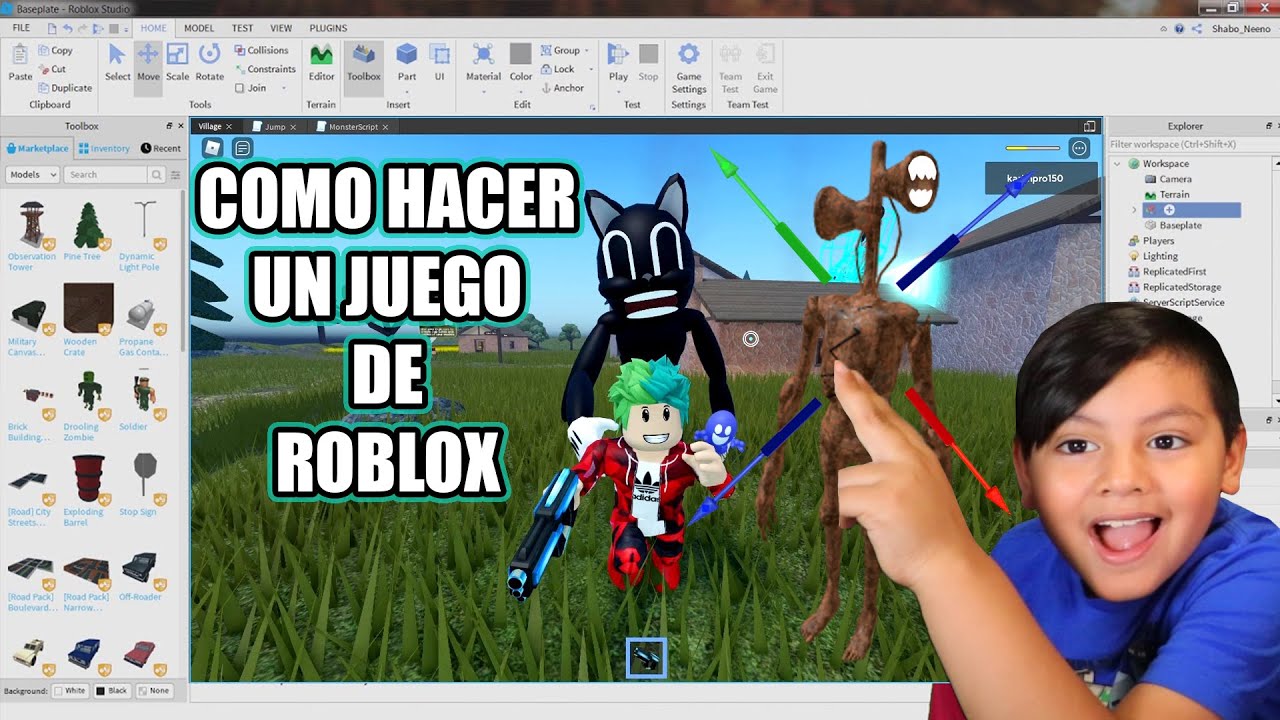 Baseplate - Roblox Studio
FILE HOME MODEL TEST VIEW PLUGINS
Shabo_Neeno
Paste
Copy
Cut
Duplicate
Clipboard
Select
Move
Scale
Rotate
Collisions
Constraints
Join
Tools
Editor
Terrain
Toolbox
Part
UI
Insert
Material
Color
Group
Lock
Anchor
Edit
Play
Stop
Test
Game
Settings
Settings
Team
Test
Exit
Game
Team Test
Toolbox
Marketplace Inventory Recent
Models Search
Observation
Tower
Pine Tree
Dynamic
Light Pole
Military
Canvas...
Wooden
Crate
Propane
Gas Conta...
Brick
Building...
Drooling
Zombie
Soldier
[Road] City
Streets...
Exploding
Barrel
Stop Sign
[Road Pack]
Boulevard...
[Road Pack]
Narrow...
Off-Roader
Background: White Black None
Village Jump MonsterScript
COMO HACER
UN JUEGO
DE
ROBLOX
adidas
Explorer
Filter workspace (Ctrl+Shift+X)
Workspace
Camera
Terrain
Baseplate
Players
Lighting
ReplicatedFirst
ReplicatedStorage
ServerScriptService